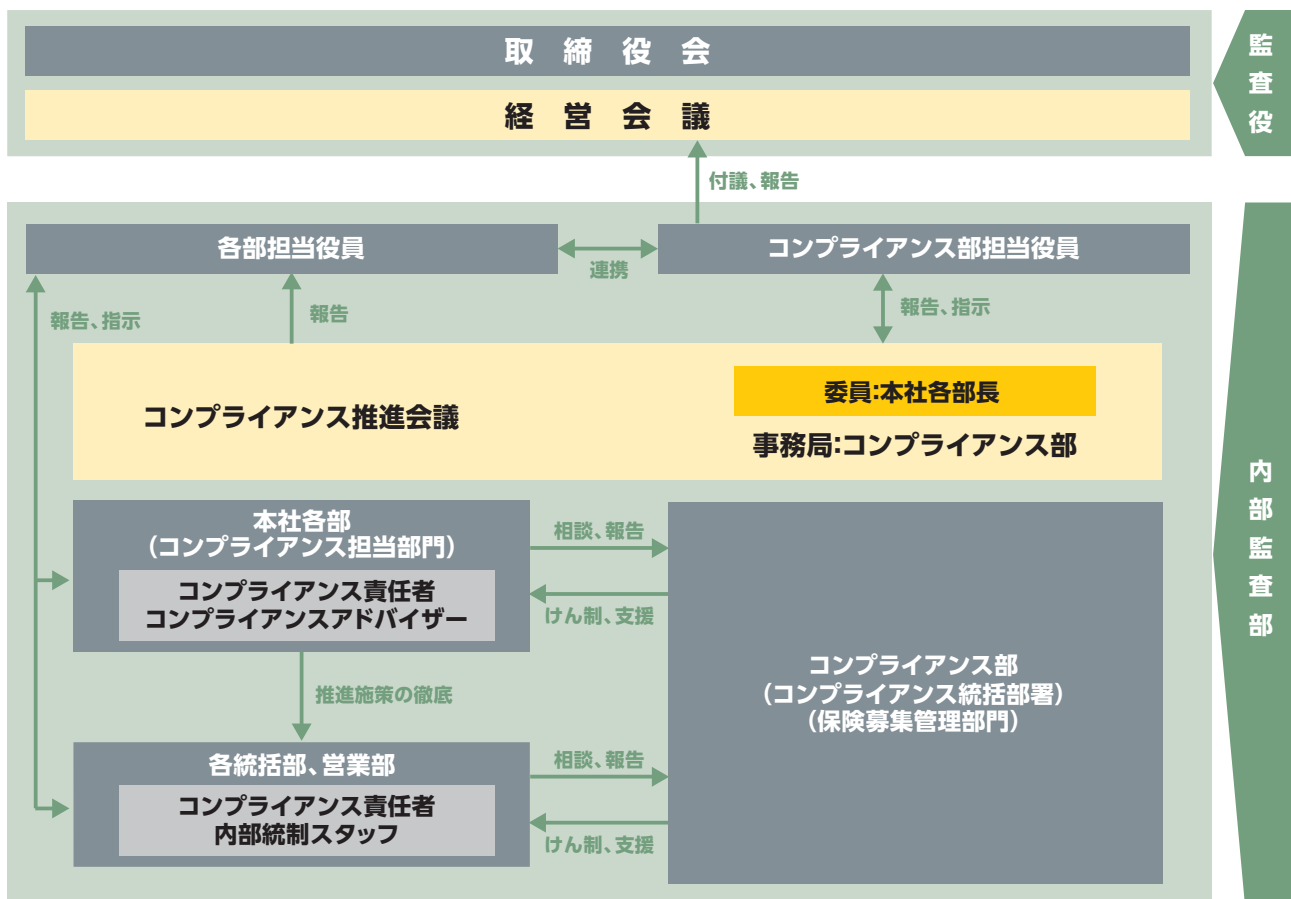 取締役会
経営会議
監査役
付議、報告
各部担当役員
連携
コンプライアンス部担当役員
報告、指示
報告
報告、指示
コンプライアンス推進会議
委員:本社各部長
事務局:コンプライアンス部
本社各部
(コンプライアンス担当部門)
コンプライアンス責任者
コンプライアンスアドバイザー
相談、報告
けん制、支援
推進施策の徹底
各統括部、営業部
コンプライアンス責任者
内部統制スタッフ
相談、報告
けん制、支援
コンプライアンス部
(コンプライアンス統括部署)
(保険募集管理部門)
内部監査部